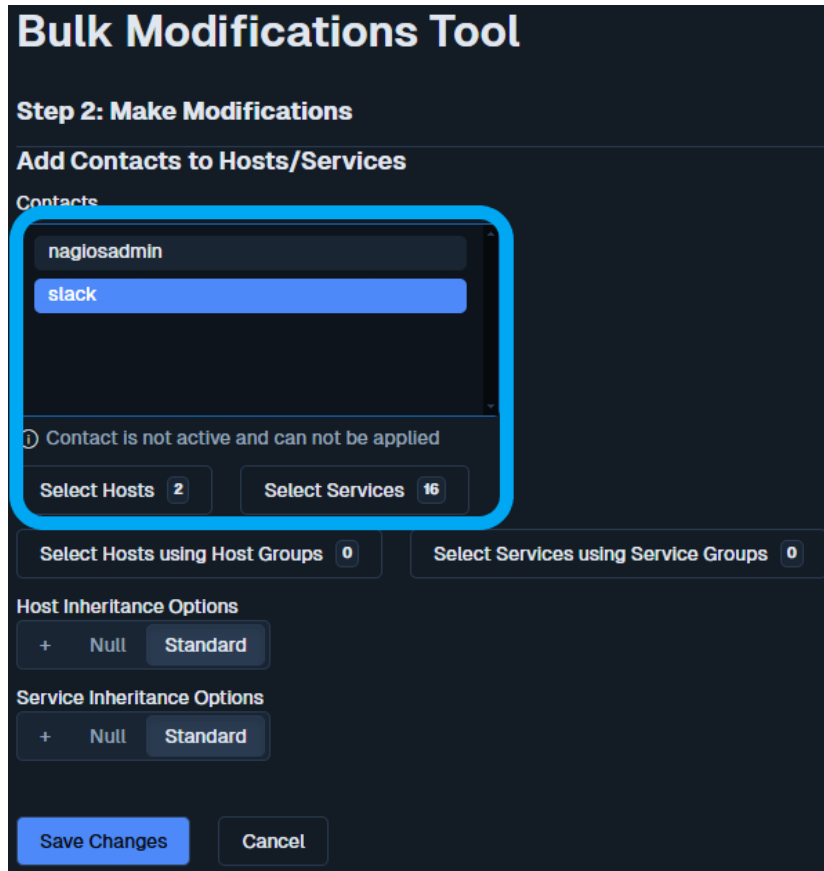 Bulk Modifications Tool
Step 2: Make Modifications
Add Contacts to Hosts/Services
Contacts
nagiosadmin
slack
Contact is not active and can not be applied
Select Hosts 2 Select Services 16
Select Hosts using Host Groups 0 Select Services using Service Groups 0
Host Inheritance Options
+ Null Standard
Service Inheritance Options
+ Null Standard
Save Changes Cancel